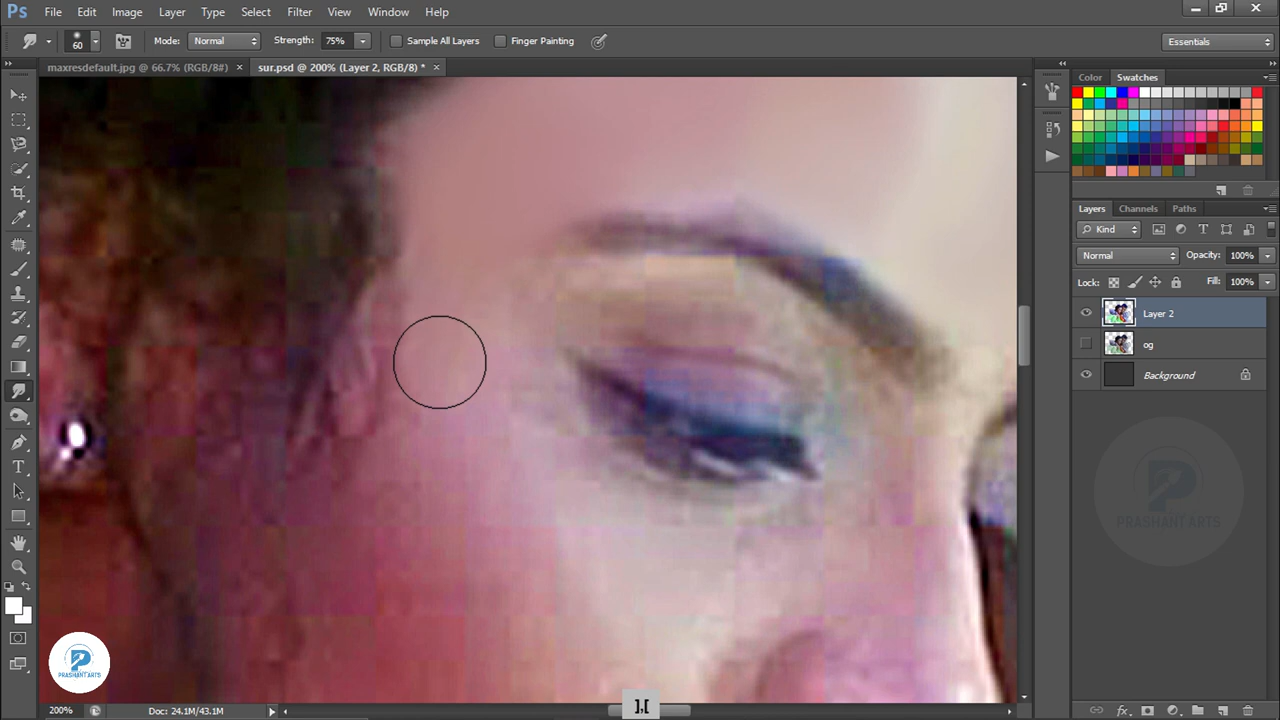 Ps File Edit Image Layer Type Select Filter View Window Help
60 Mode: Normal Strength: 75% Sample All Layers Finger Painting Essentials
maxresdefault.jpg @ 66.7% (RGB/8#) × sur.psd @ 200% (Layer 2, RGB/8) * ×
Color Swatches
Layers Channels Paths
Kind
Normal Opacity: 100%
Lock: Fill: 100%
Layer 2
og
Background
PRASHANT ARTS
PRASHANT ARTS
],[
200% Doc: 24.1M/43.1M